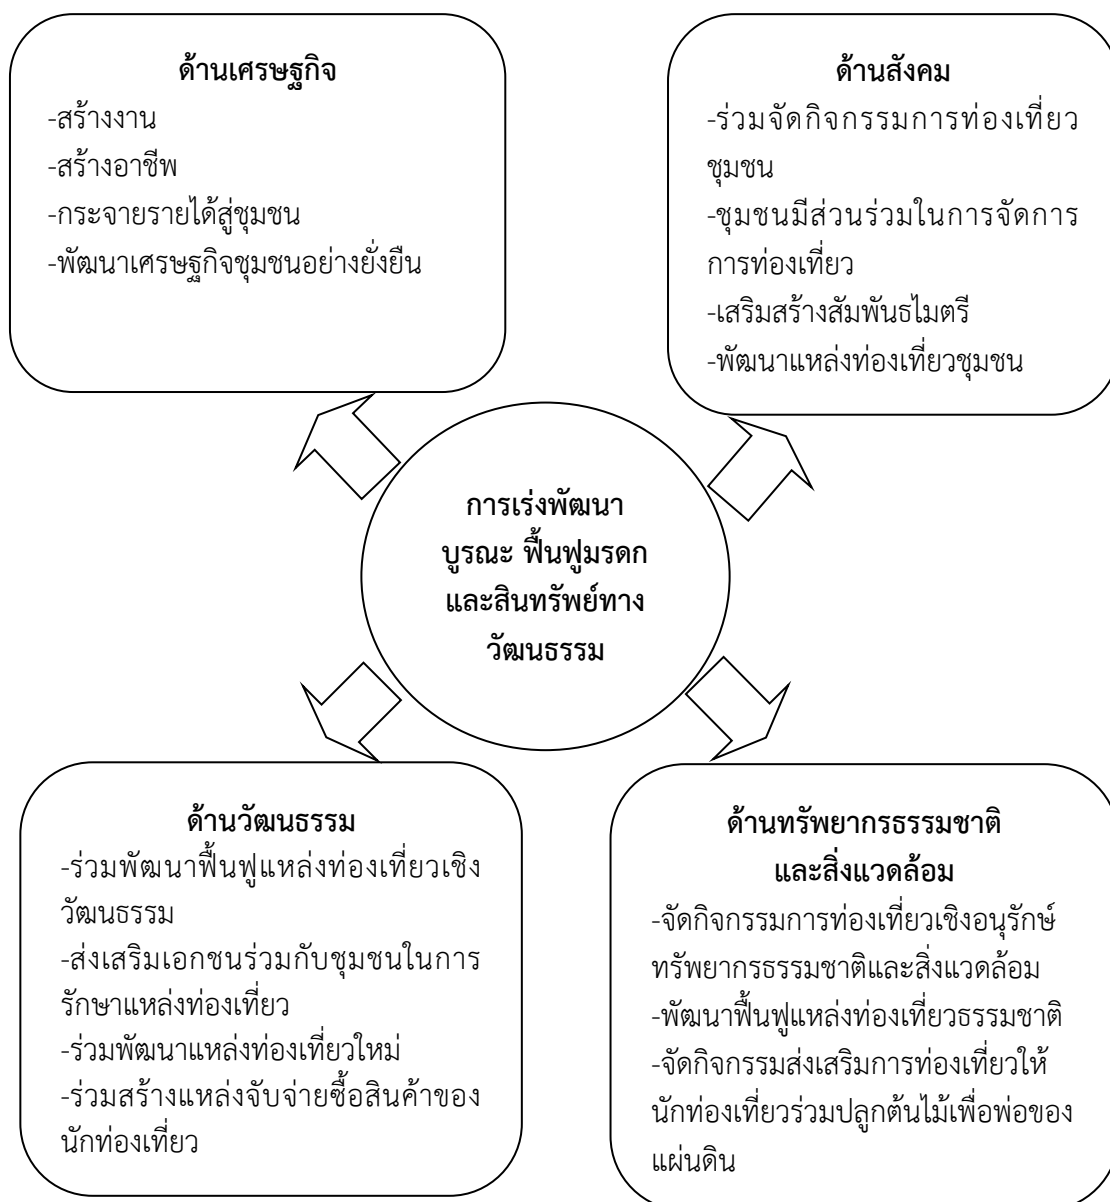 ด้านเศรษฐกิจ
-สร้างงาน
-สร้างอาชีพ
-กระจายรายได้สู่ชุมชน
-พัฒนาเศรษฐกิจชุมชนอย่างยั่งยืน
ด้านสังคม
-ร่วมจัดกิจกรรมการท่องเที่ยว
ชุมชน
-ชุมชนมีส่วนร่วมในการจัดการ
การท่องเที่ยว
-เสริมสร้างสัมพันธไมตรี
-พัฒนาแหล่งท่องเที่ยวชุมชน
การเร่งพัฒนา
บูรณะ ฟื้นฟูมรดก
และสินทรัพย์ทาง
วัฒนธรรม
ด้านวัฒนธรรม
-ร่วมพัฒนาฟื้นฟูแหล่งท่องเที่ยวเชิง
วัฒนธรรม
-ส่งเสริมเอกชนร่วมกับชุมชนในการ
รักษาแหล่งท่องเที่ยว
-ร่วมพัฒนาแหล่งท่องเที่ยวใหม่
-ร่วมสร้างแหล่งจับจ่ายซื้อสินค้าของ
นักท่องเที่ยว
ด้านทรัพยากรธรรมชาติ
และสิ่งแวดล้อม
-จัดกิจกรรมการท่องเที่ยวเชิงอนุรักษ์
ทรัพยากรธรรมชาติและสิ่งแวดล้อม
-พัฒนาฟื้นฟูแหล่งท่องเที่ยวธรรมชาติ
-จัดกิจกรรมส่งเสริมการท่องเที่ยวให้
นักท่องเที่ยวร่วมปลูกต้นไม้เพื่อพ่อของ
แผ่นดิน